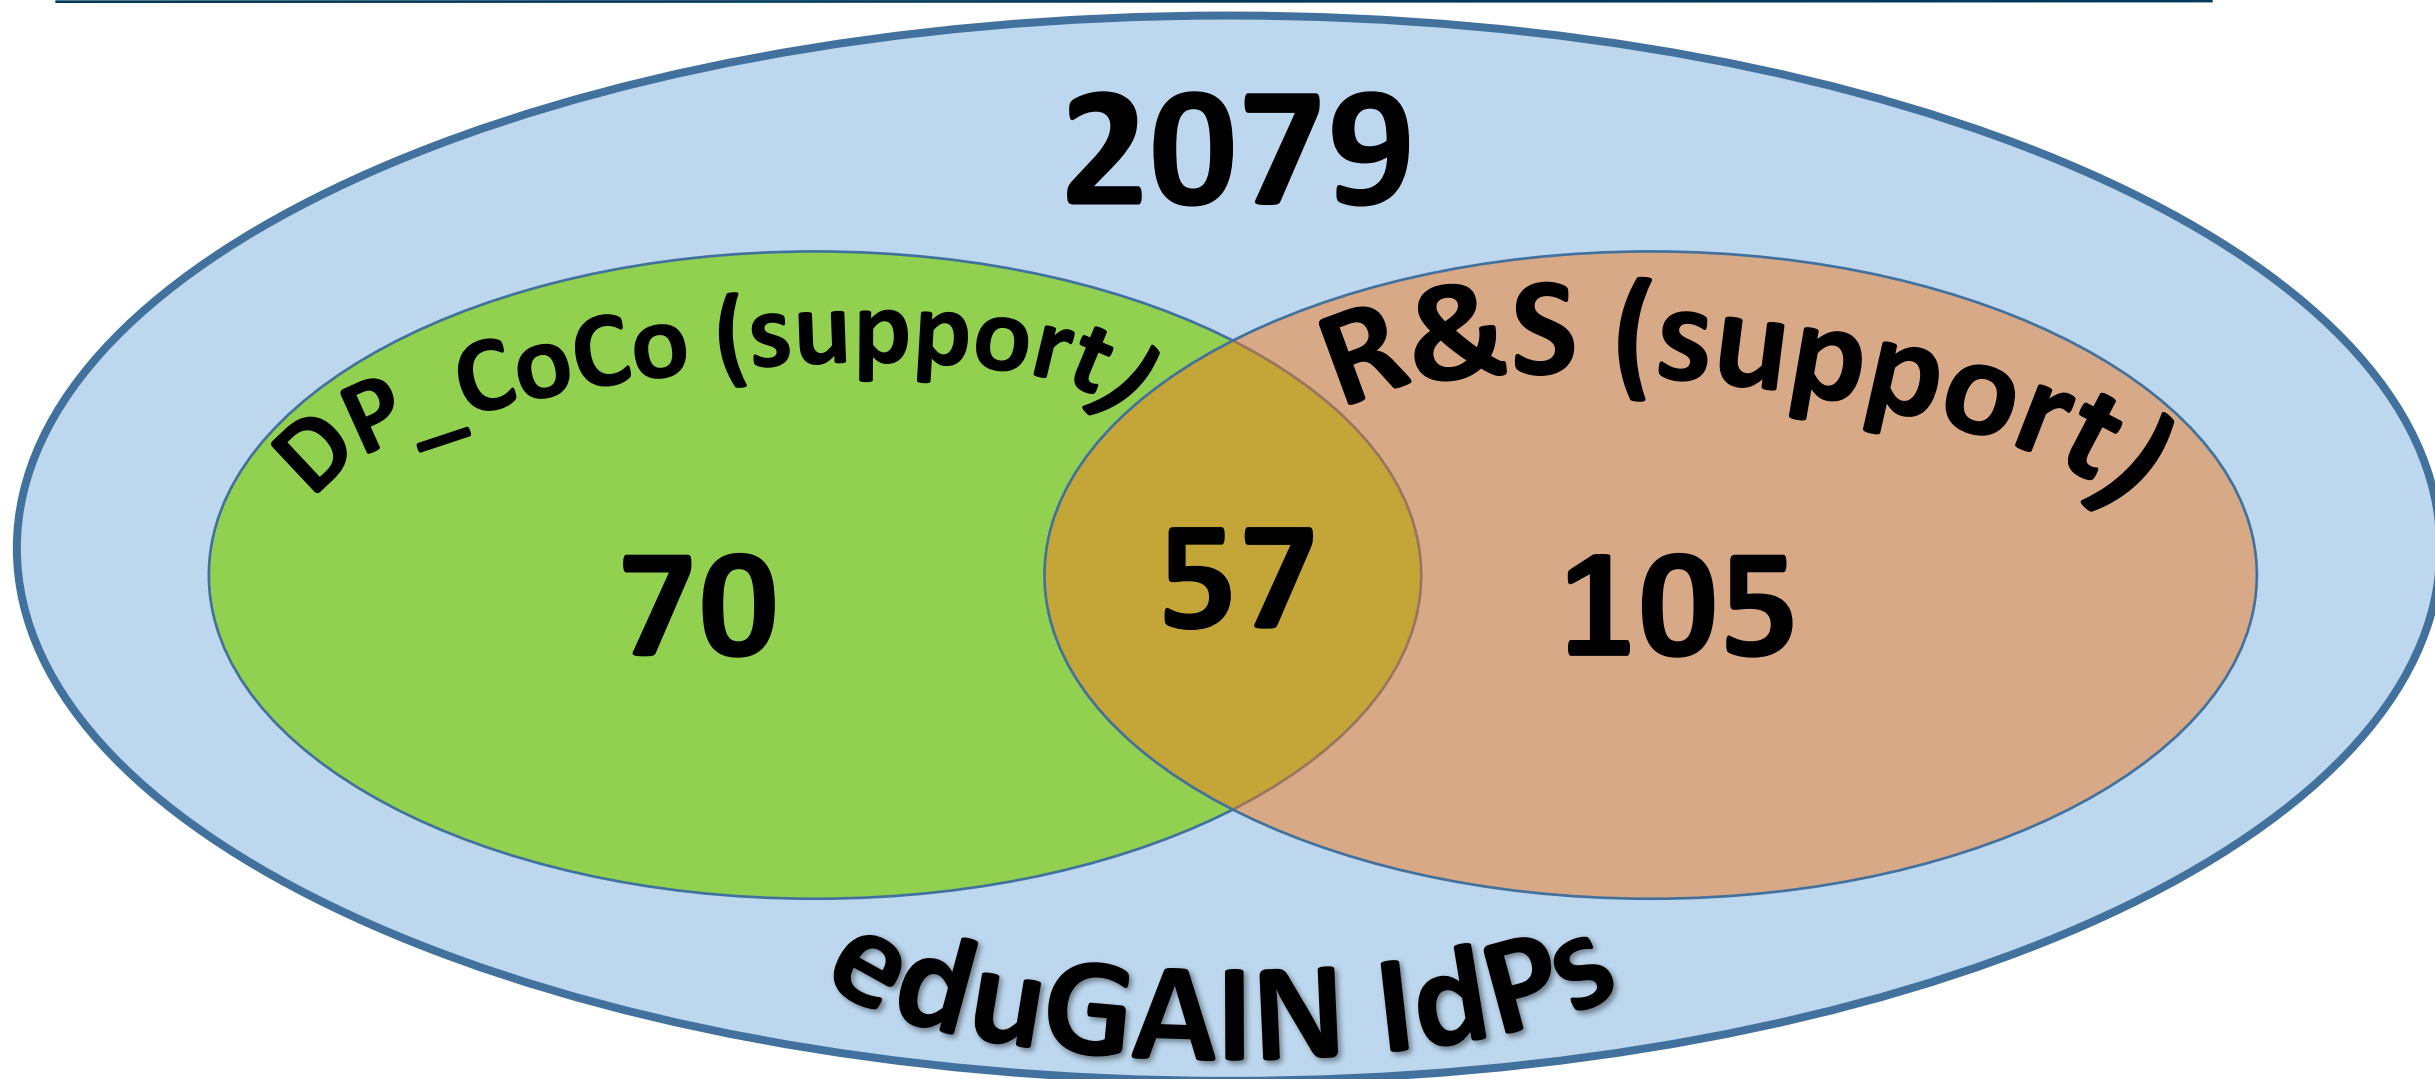 2079
DP_CoCo (support)
R&S (support)
70
57
105
eduGAIN IdPs